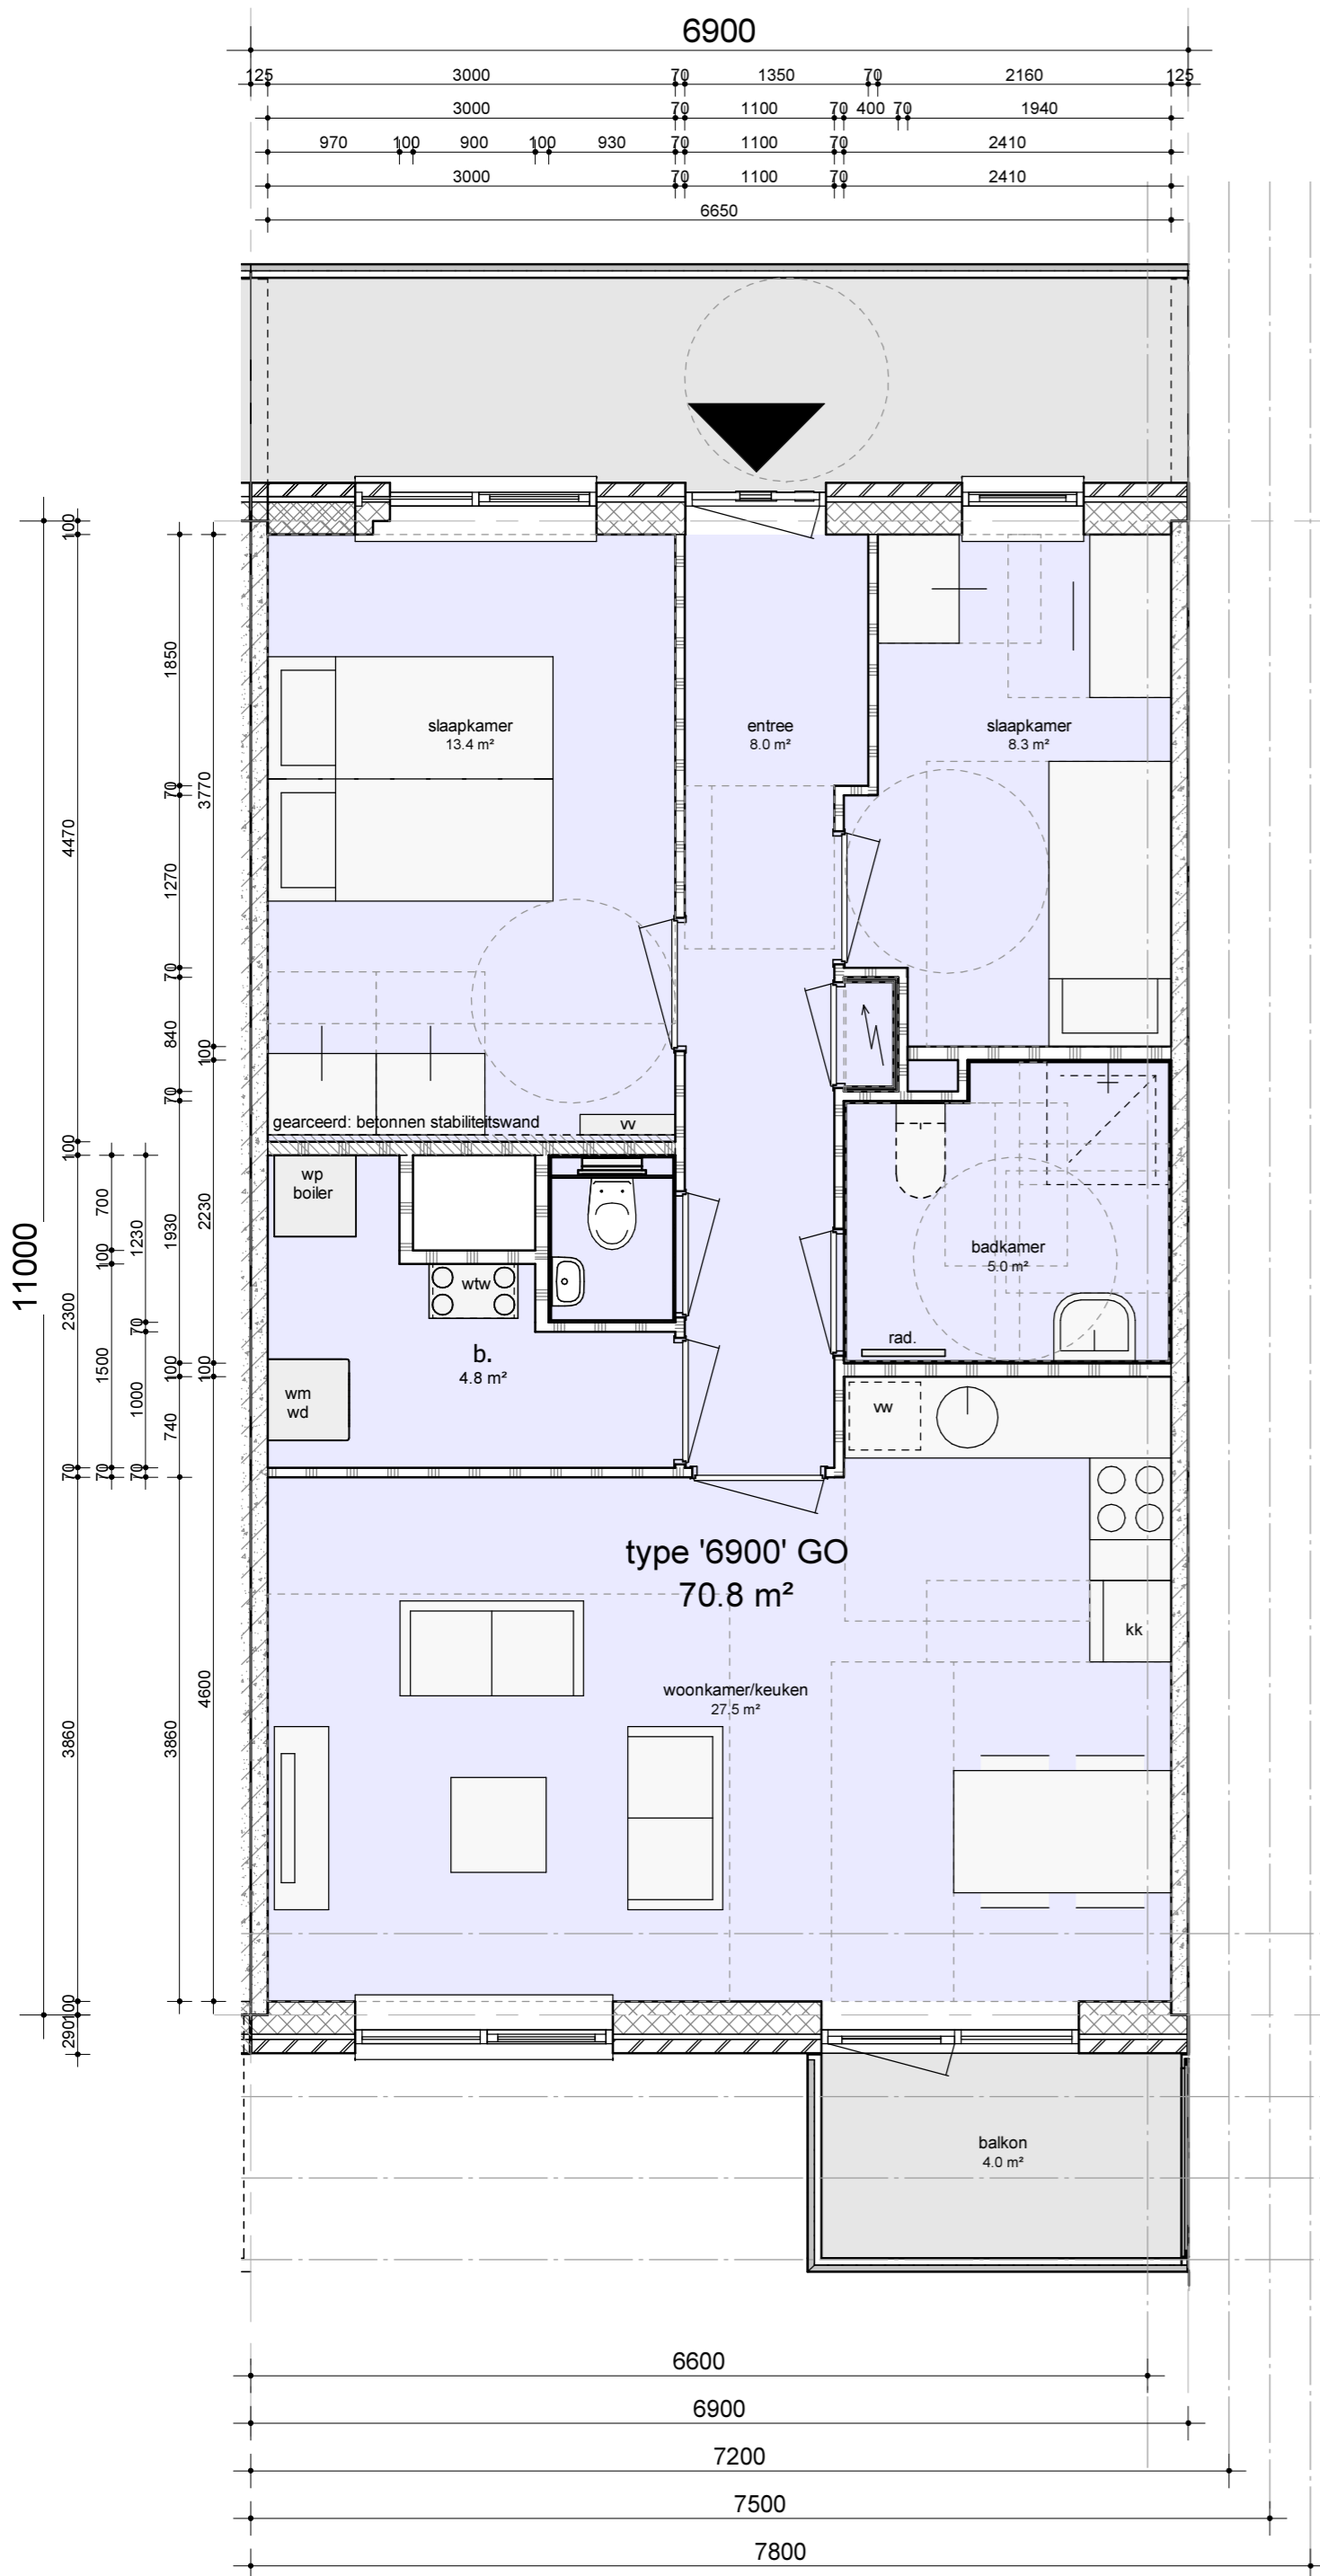 6900
125 3000 70 1350 70 2160 125
3000 70 1100 70 400 70 1940
970 100 900 100 930 70 1100 70 2410
3000 70 1100 70 2410
6650
slaapkamer
13.4 m²
entree
8.0 m²
slaapkamer
8.3 m²
gearceerd: betonnen stabiliteitswand
vv
wp
boiler
wtw
b.
4.8 m²
wm
wd
badkamer
5.0 m²
rad.
vw
kk
type '6900' GO
70.8 m²
woonkamer/keuken
27.5 m²
balkon
4.0 m²
11000
100
4470
100
2300
70
3860
100
290
700
100
1500
70
1230
70
1000
70
1850
70
1270
70
840
70
1930
100
740
70
3860
3770
100
2230
100
4600
6600
6900
7200
7500
7800